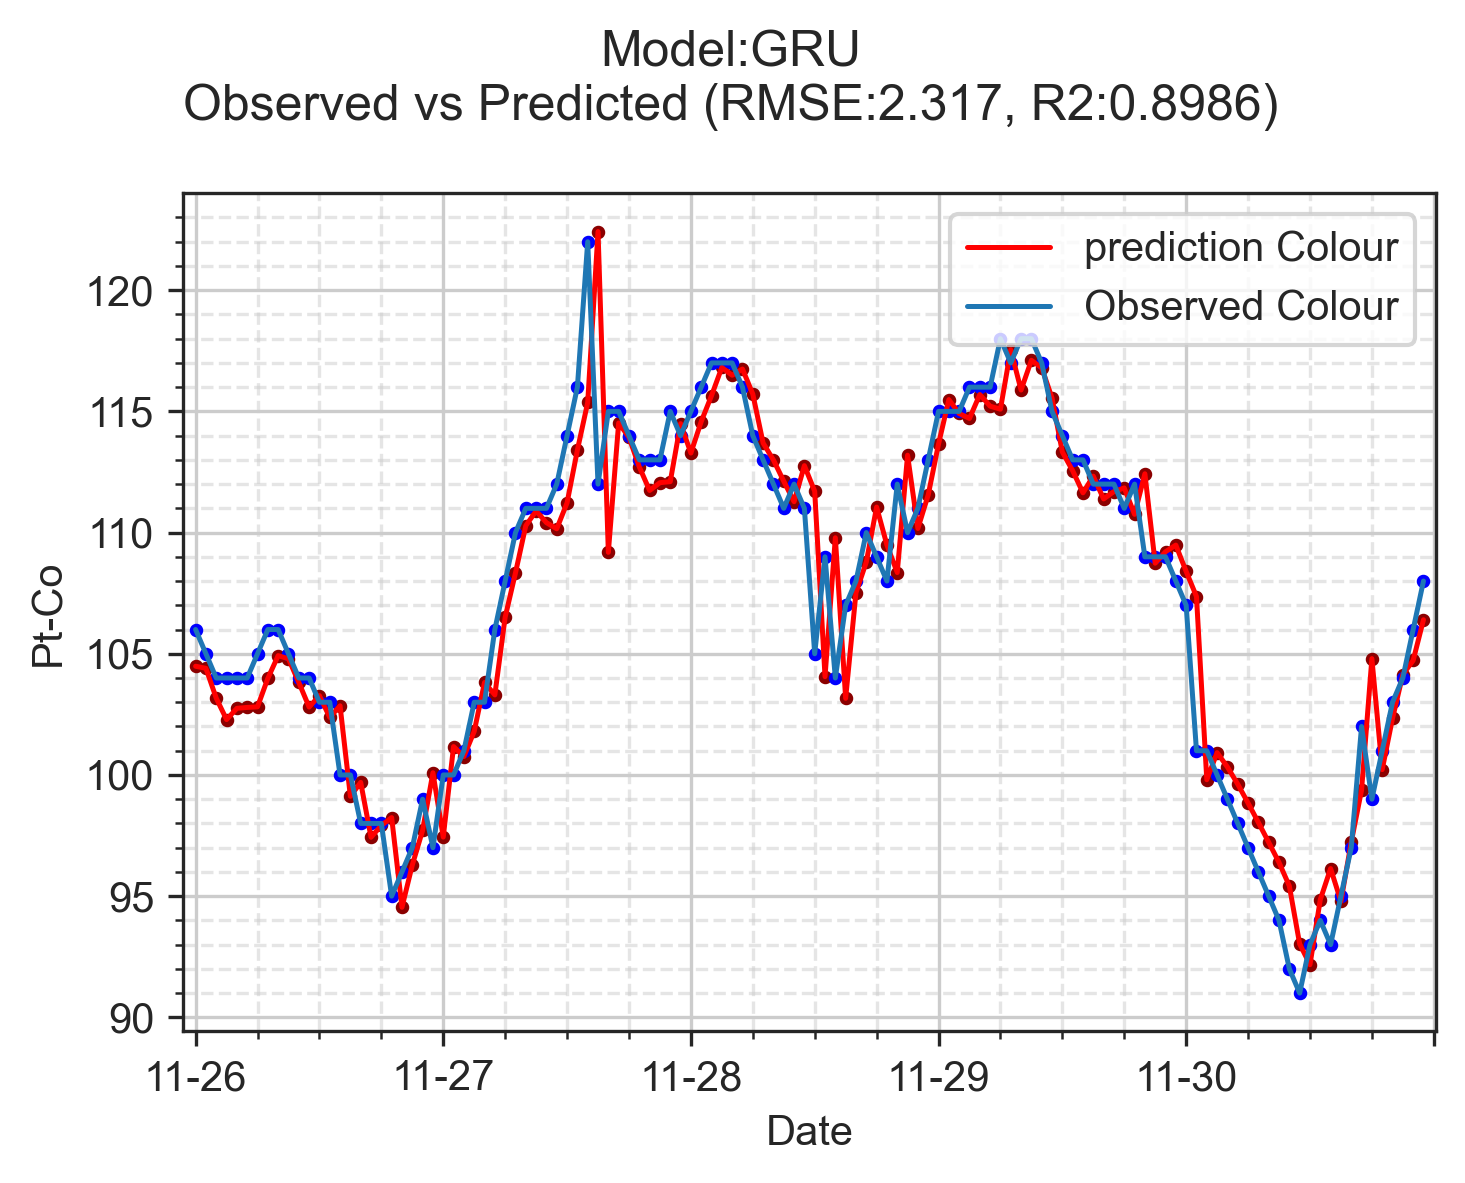 Model:GRU
Observed vs Predicted (RMSE:2.317, R2:0.8986)
prediction Colour
Observed Colour
120
115
110
105
100
95
90
Pt-Co
11-26
11-27
11-28
11-29
11-30
Date